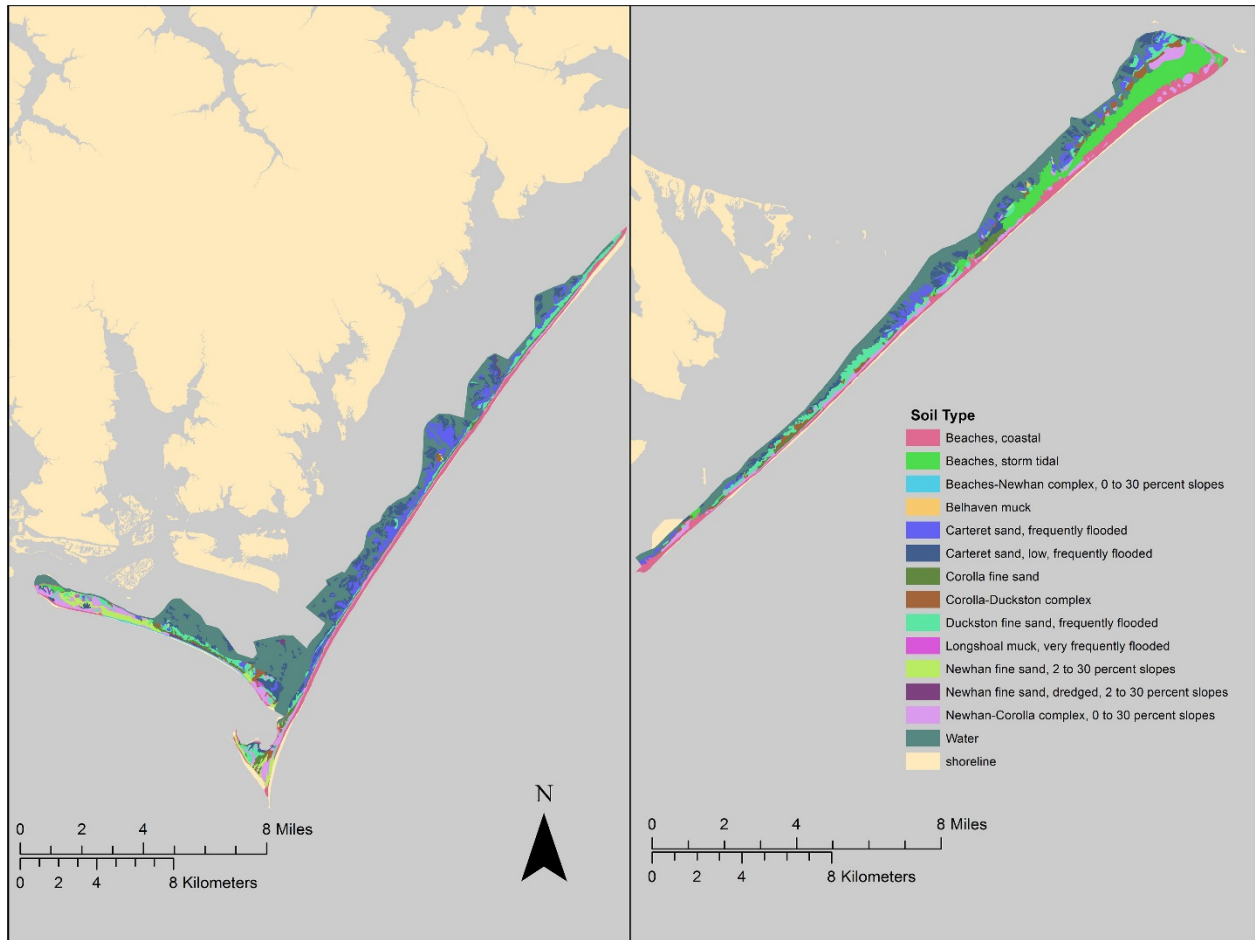 Soil Type
Beaches, coastal
Beaches, storm tidal
Beaches-Newhan complex, 0 to 30 percent slopes
Belhaven muck
Carteret sand, frequently flooded
Carteret sand, low, frequently flooded
Corolla fine sand
Corolla-Duckston complex
Duckston fine sand, frequently flooded
Longshoal muck, very frequently flooded
Newhan fine sand, 2 to 30 percent slopes
Newhan fine sand, dredged, 2 to 30 percent slopes
Newhan-Corolla complex, 0 to 30 percent slopes
Water
shoreline
N
0 2 4 8 Miles
0 2 4 8 Kilometers
0 2 4 8 Miles
0 2 4 8 Kilometers